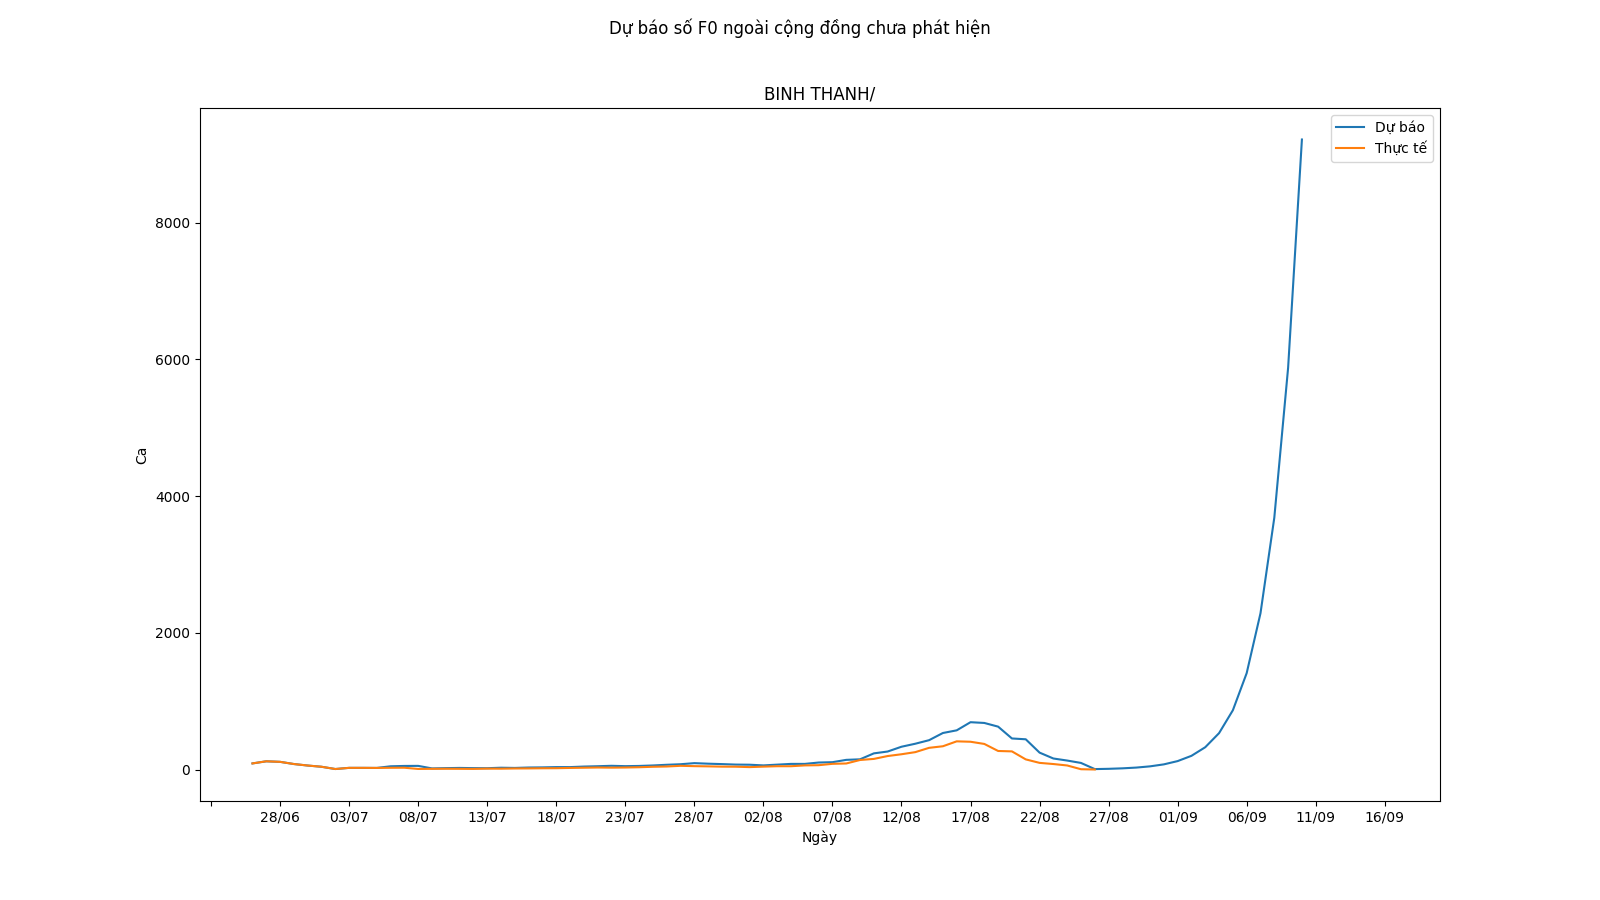 Dự báo số F0 ngoài cộng đồng chưa phát hiện
BINH THANH/
Dự báo
Thực tế
8000
6000
4000
2000
0
Ca
28/06 03/07 08/07 13/07 18/07 23/07 28/07 02/08 07/08 12/08 17/08 22/08 27/08 01/09 06/09 11/09 16/09
Ngày